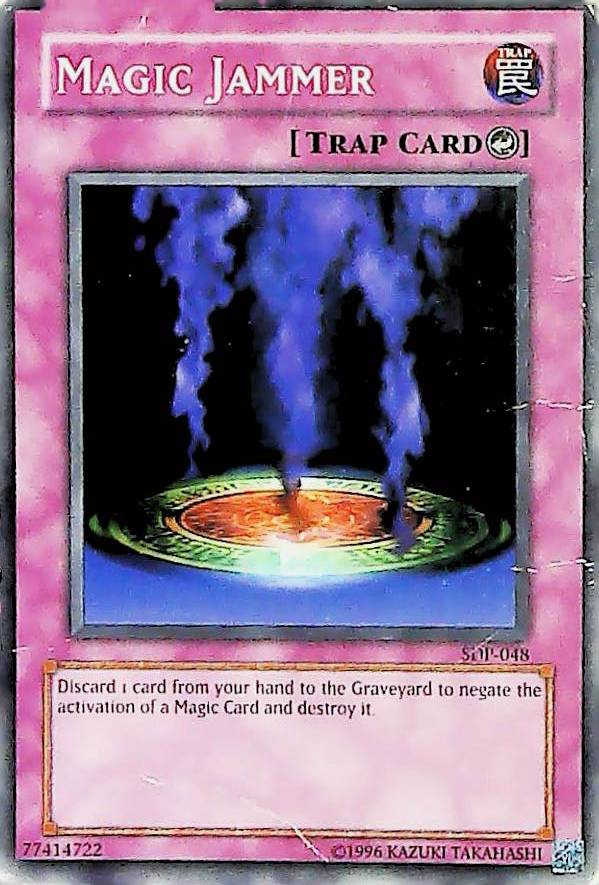 MAGIC JAMMER
TRAP
罠
[TRAP CARD]
SDP-048
Discard 1 card from your hand to the Graveyard to negate the
activation of a Magic Card and destroy it.
77414722
©1996 KAZUKI TAKAHASHI